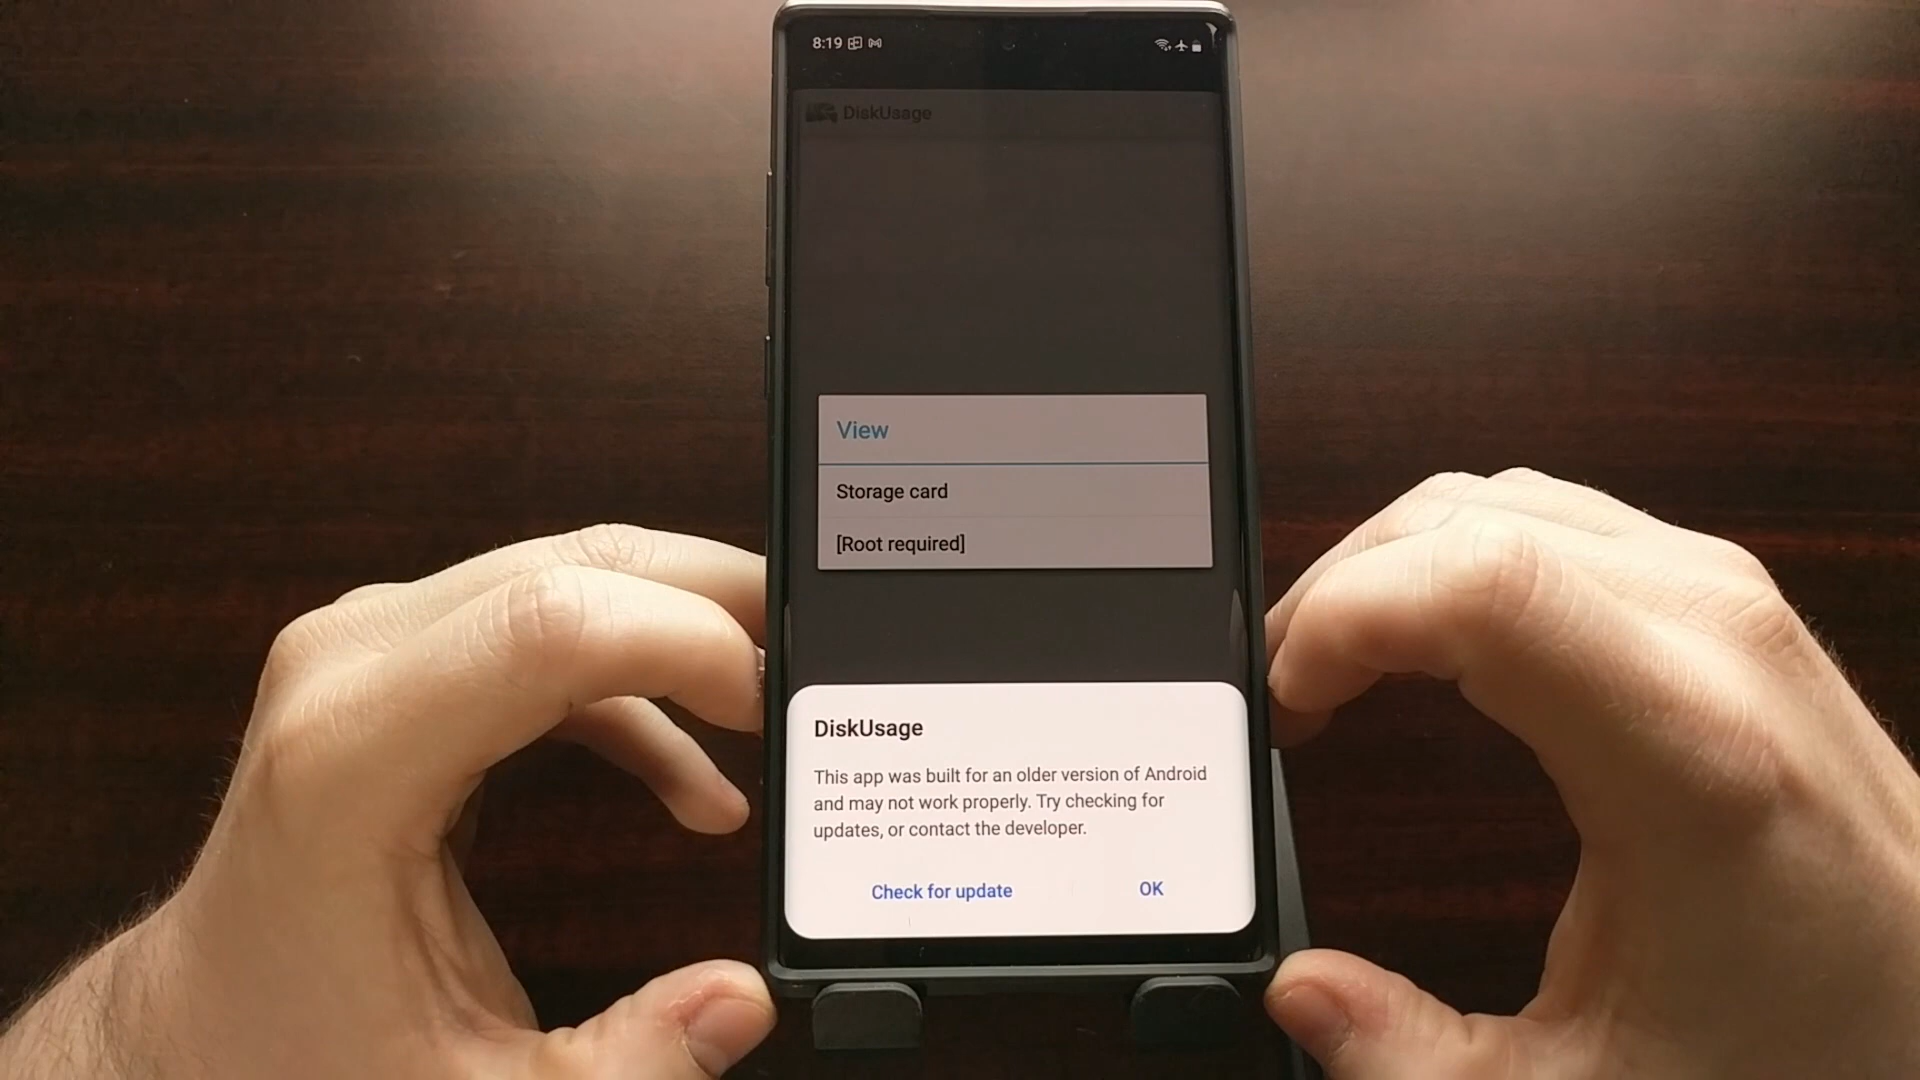 8:19
DiskUsage
View
Storage card
[Root required]
DiskUsage
This app was built for an older version of Android
and may not work properly. Try checking for
updates, or contact the developer.
Check for update
OK